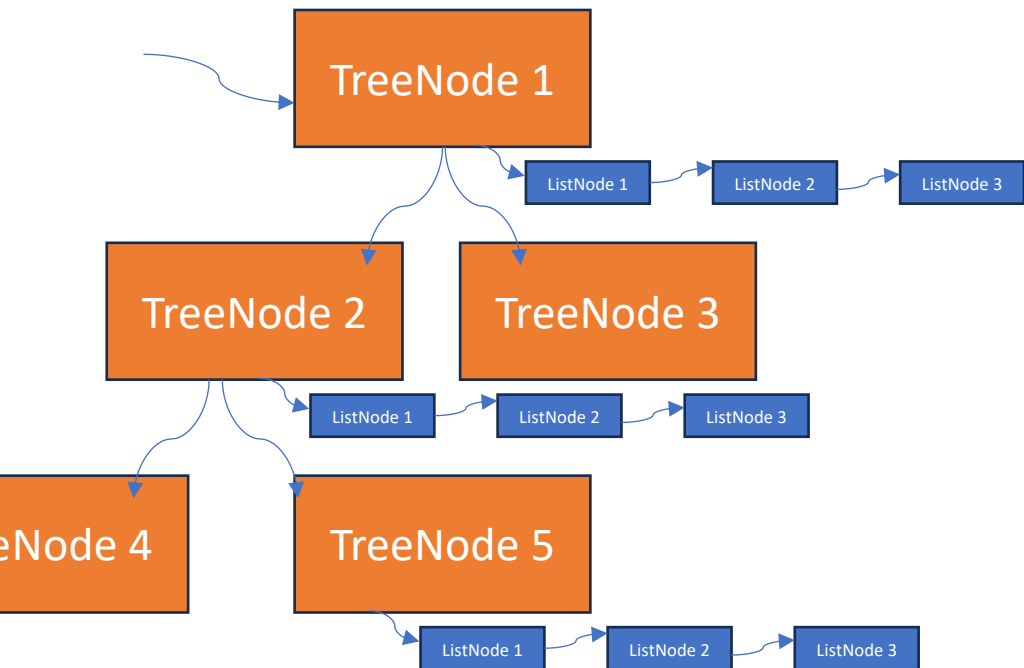 TreeNode 1
ListNode 1
ListNode 2
ListNode 3
TreeNode 2
TreeNode 3
ListNode 1
ListNode 2
ListNode 3
eNode 4
TreeNode 5
ListNode 1
ListNode 2
ListNode 3